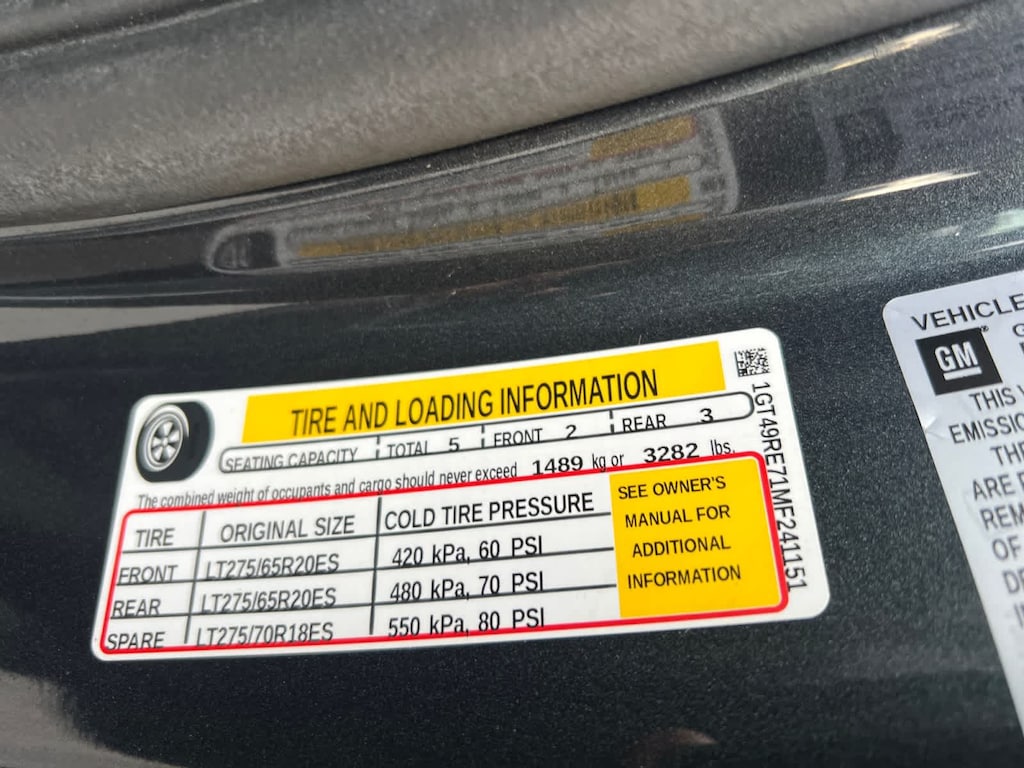 TIRE AND LOADING INFORMATION
SEATING CAPACITY TOTAL 5 FRONT 2 REAR 3
The combined weight of occupants and cargo should never exceed 1489 kg or 3282 lbs.
TIRE ORIGINAL SIZE COLD TIRE PRESSURE
FRONT LT275/65R20ES 420 kPa, 60 PSI
REAR LT275/65R20ES 480 kPa, 70 PSI
SPARE LT275/70R18ES 550 kPa, 80 PSI
SEE OWNER'S
MANUAL FOR
ADDITIONAL
INFORMATION
1GT49RE71MF241151
VEHICLE
GM
THIS
EMISSIO
THE
ARE
REM
OF